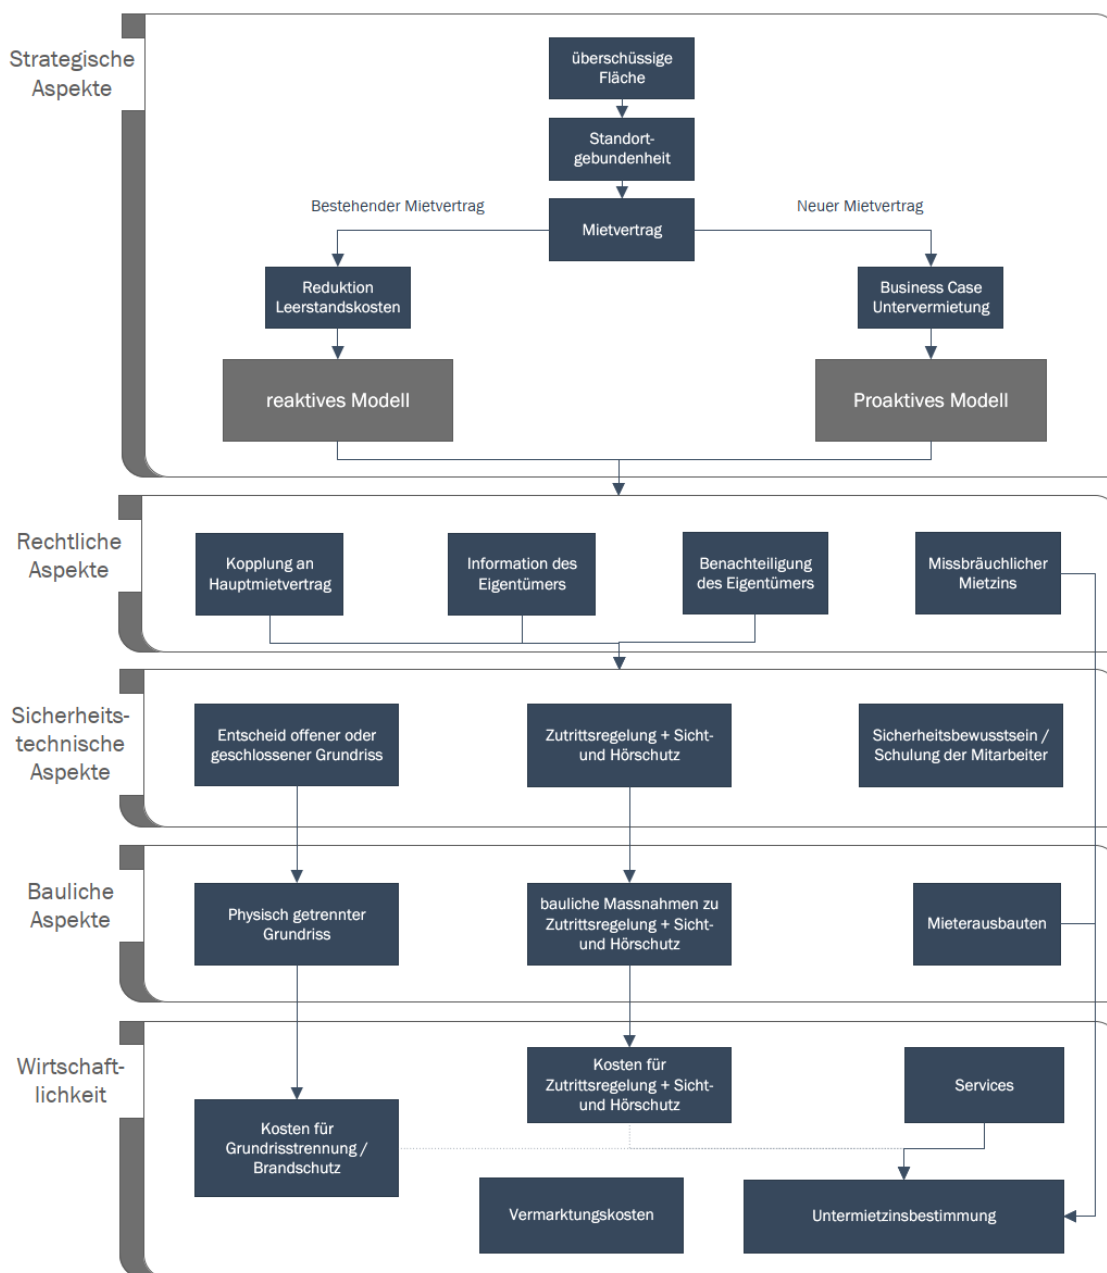 Strategische
Aspekte
überschüssige
Fläche
Standort-
gebundenheit
Bestehender Mietvertrag
Mietvertrag
Neuer Mietvertrag
Reduktion
Leerstandskosten
Business Case
Untervermietung
reaktives Modell
Proaktives Modell
Rechtliche
Aspekte
Kopplung an
Hauptmietvertrag
Information des
Eigentümers
Benachteiligung
des Eigentümers
Missbräuchlicher
Mietzins
Sicherheits-
technische
Aspekte
Entscheid offener oder
geschlossener Grundriss
Zutrittsregelung + Sicht-
und Hörschutz
Sicherheitsbewusstsein /
Schulung der Mitarbeiter
Bauliche
Aspekte
Physisch getrennter
Grundriss
bauliche Massnahmen zu
Zutrittsregelung + Sicht-
und Hörschutz
Mieterausbauten
Wirtschaft-
lichkeit
Kosten für
Grundrisstrennung /
Brandschutz
Kosten für
Zutrittsregelung + Sicht-
und Hörschutz
Services
Vermarktungskosten
Untermietzinsbestimmung